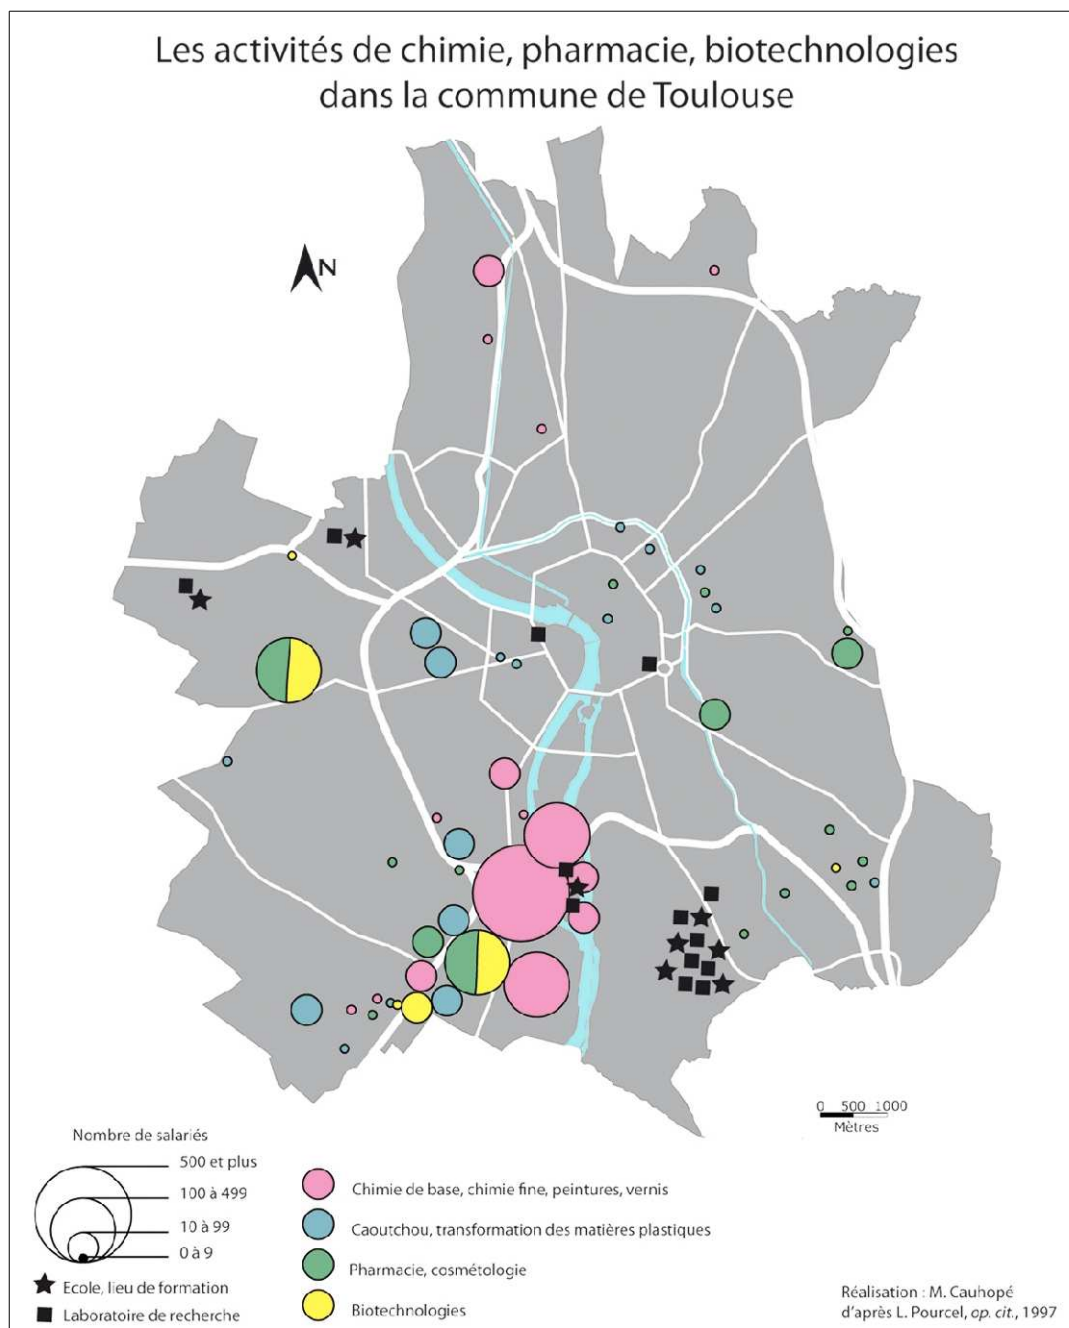 Les activités de chimie, pharmacie, biotechnologies
dans la commune de Toulouse
N
0 500 1000
Mètres
Nombre de salariés
500 et plus
100 à 499
10 à 99
0 à 9
Ecole, lieu de formation
Laboratoire de recherche
Chimie de base, chimie fine, peintures, vernis
Caoutchou, transformation des matières plastiques
Pharmacie, cosmétologie
Biotechnologies
Réalisation : M. Cauhopé
d'après L. Pourcel, op. cit., 1997